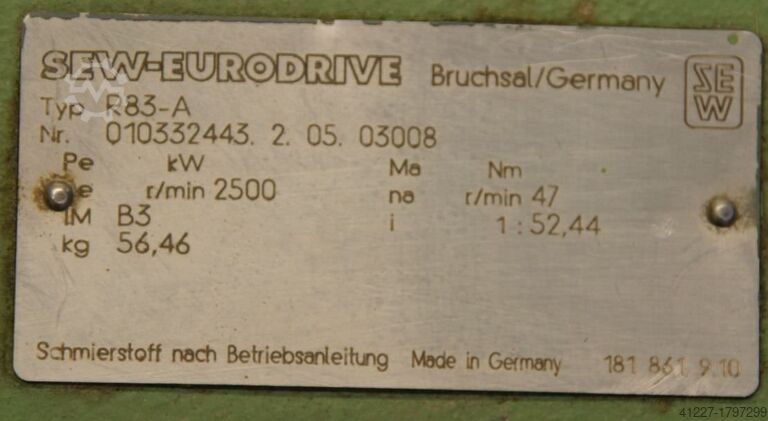 SEW-EURODRIVE Bruchsal/Germany SEW
Typ R83-A
Nr. 010332443. 2. 05. 03008
Pe kW Ma Nm
r/min 2500 na r/min 47
IM B3 i 1 : 52,44
kg 56,46
Schmierstoff nach Betriebsanleitung Made in Germany 181 861 9.10
41227-1797299